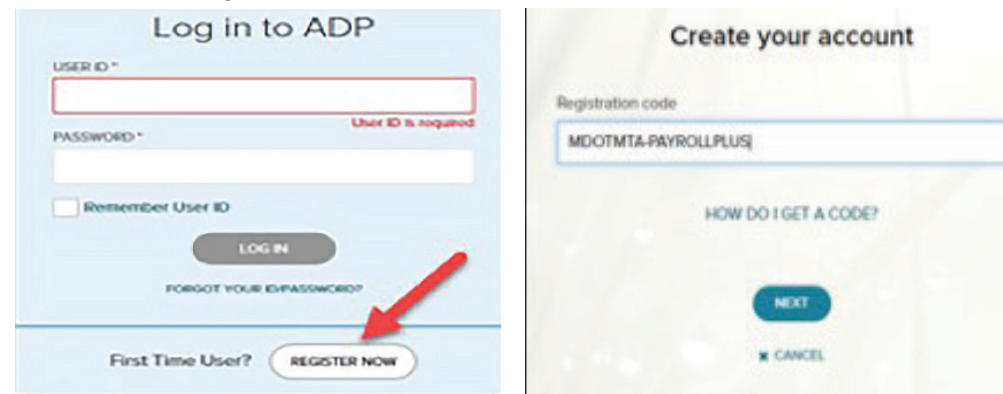 Log in to ADP
USER ID *
User ID is required
PASSWORD *
Remember User ID
LOG IN
FORGOT YOUR ID/PASSWORD?
First Time User? REGISTER NOW
Create your account
Registration code
MDOTMTA-PAYROLLPLUS
HOW DO I GET A CODE?
NEXT
✖ CANCEL